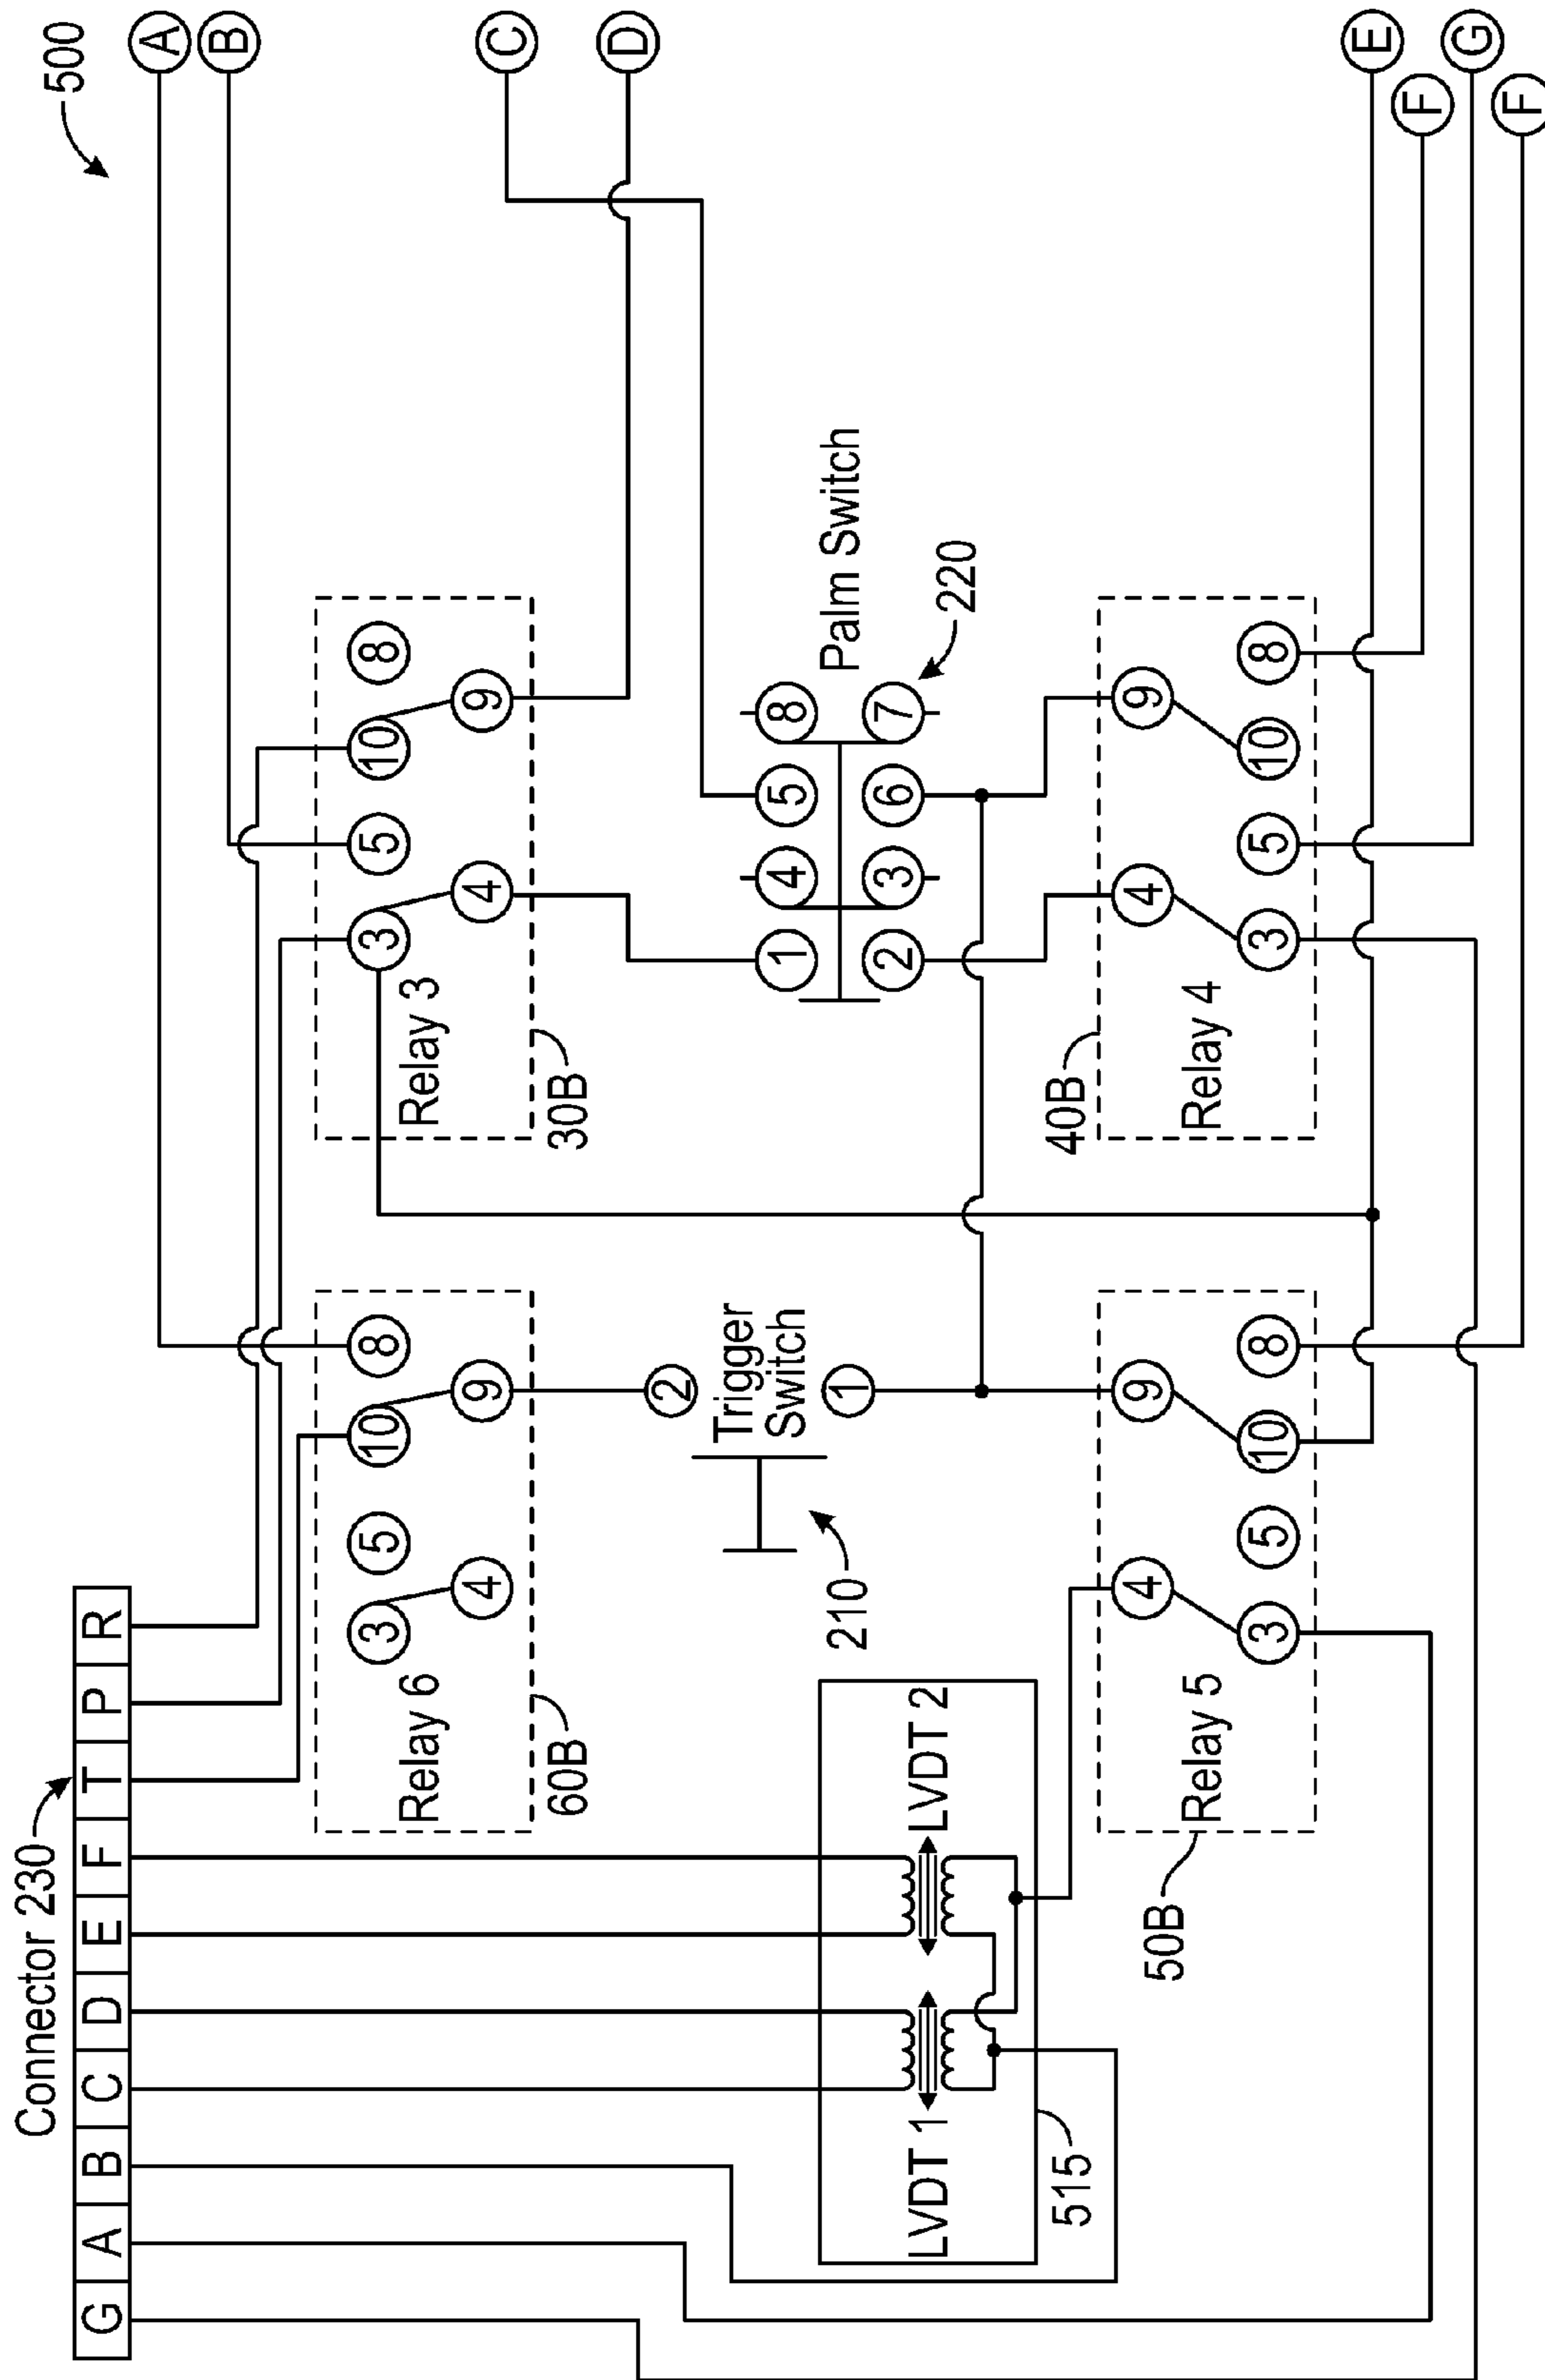 500
A
B
C
D
E
F
G
F
Connector 230
G A B C D E F T P R
Relay 6
3
5
10
8
4
9
60B
Relay 3
3
5
10
8
4
9
30B
2
Trigger
Switch
1
210
Palm Switch
1
4
5
8
2
3
6
7
220
LVDT 1
LVDT 2
515
50B
Relay 5
4
9
3
5
10
8
40B
Relay 4
4
9
3
5
10
8